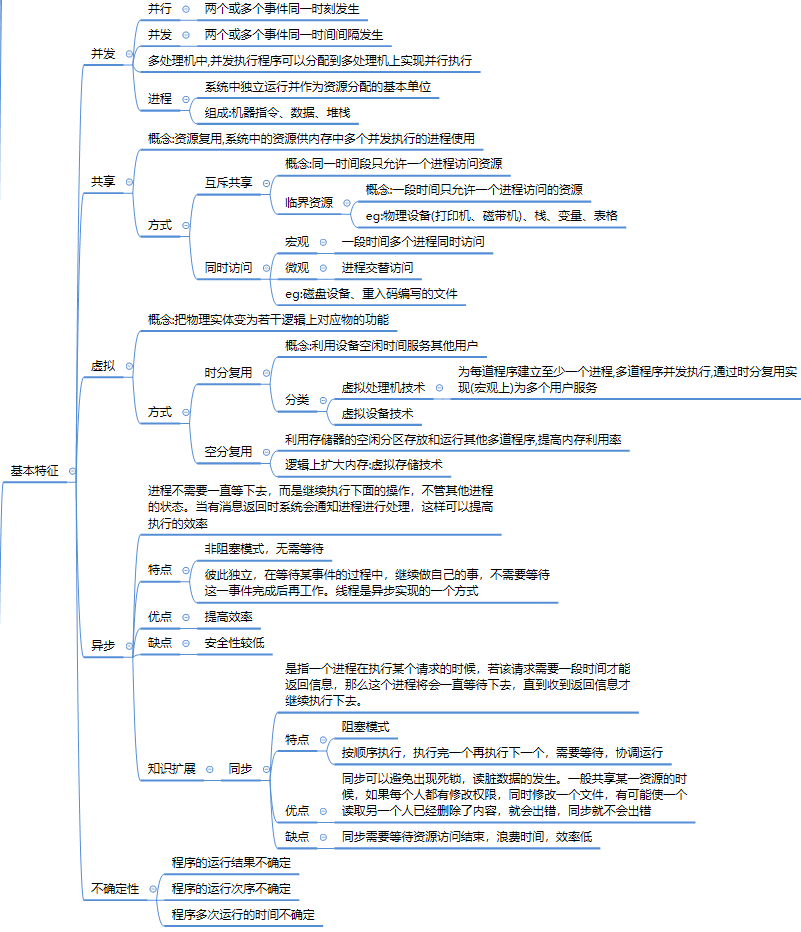 并行
两个或多个事件同一时刻发生
并发
两个或多个事件同一时间间隔发生
并发
多处理机中,并发执行程序可以分配到多处理机上实现并行执行
进程
系统中独立运行并作为资源分配的基本单位
组成:机器指令、数据、堆栈
概念:资源复用,系统中的资源供内存中多个并发执行的进程使用
共享
方式
互斥共享
概念:同一时间段只允许一个进程访问资源
临界资源
概念:一段时间只允许一个进程访问的资源
eg:物理设备(打印机、磁带机)、栈、变量、表格
同时访问
宏观
一段时间多个进程同时访问
微观
进程交替访问
eg:磁盘设备、重入码编写的文件
概念:把物理实体变为若干逻辑上对应物的功能
虚拟
方式
时分复用
概念:利用设备空闲时间服务其他用户
分类
虚拟处理机技术
为每道程序建立至少一个进程,多道程序并发执行,通过时分复用实
现(宏观上)为多个用户服务
虚拟设备技术
空分复用
利用存储器的空闲分区存放和运行其他多道程序,提高内存利用率
逻辑上扩大内存:虚拟存储技术
基本特征
进程不需要一直等下去，而是继续执行下面的操作，不管其他进程
的状态。当有消息返回时系统会通知进程进行处理，这样可以提高
执行的效率
特点
非阻塞模式，无需等待
彼此独立，在等待某事件的过程中，继续做自己的事，不需要等待
这一事件完成后再工作。线程是异步实现的一个方式
优点
提高效率
异步
缺点
安全性较低
知识扩展
同步
是指一个进程在执行某个请求的时候，若该请求需要一段时间才能
返回信息，那么这个进程将会一直等待下去，直到收到返回信息才
继续执行下去。
特点
阻塞模式
按顺序执行，执行完一个再执行下一个，需要等待，协调运行
优点
同步可以避免出现死锁，读脏数据的发生。一般共享某一资源的时
候，如果每个人都有修改权限，同时修改一个文件，有可能使一个
读取另一个人已经删除了内容，就会出错，同步就不会出错
缺点
同步需要等待资源访问结束，浪费时间，效率低
不确定性
程序的运行结果不确定
程序的运行次序不确定
程序多次运行的时间不确定